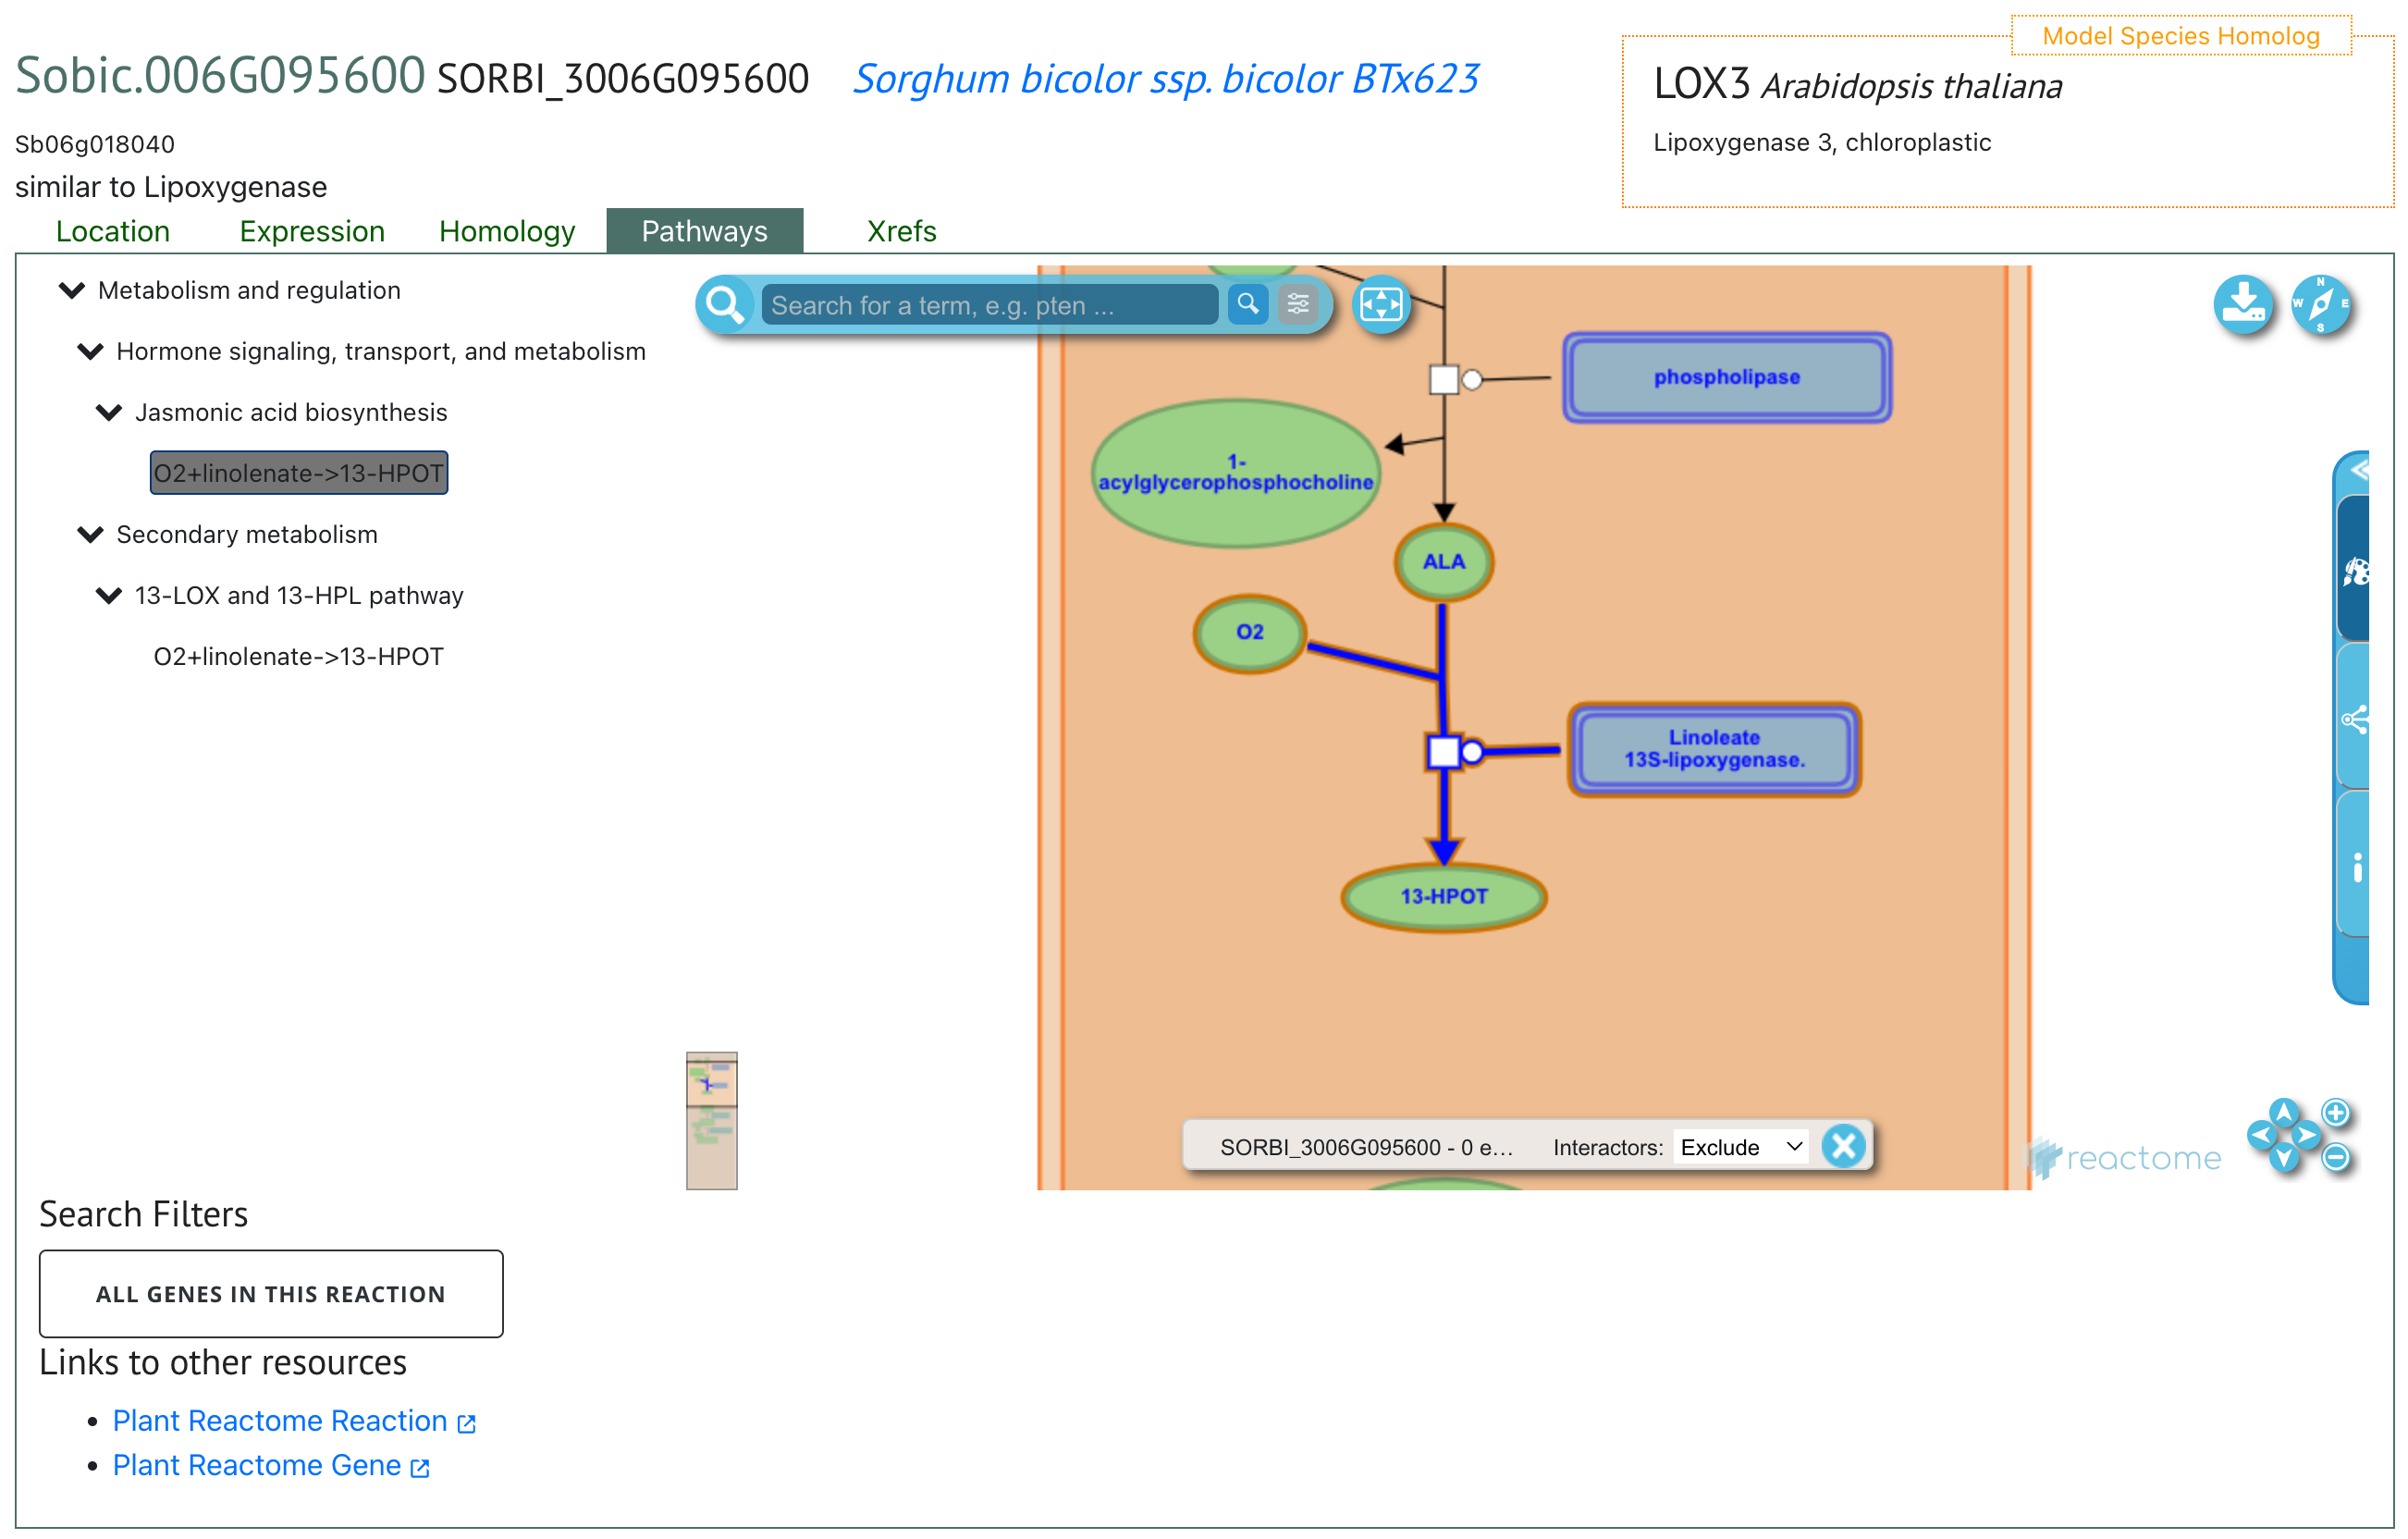 Model Species Homolog
Sobic.006G095600 SORBI_3006G095600 Sorghum bicolor ssp. bicolor BTx623
LOX3 Arabidopsis thaliana
Lipoxygenase 3, chloroplastic
Sb06g018040
similar to Lipoxygenase
Location Expression Homology Pathways Xrefs
Metabolism and regulation
Hormone signaling, transport, and metabolism
Jasmonic acid biosynthesis
O2+linolenate->13-HPOT
Secondary metabolism
13-LOX and 13-HPL pathway
O2+linolenate->13-HPOT
Search for a term, e.g. pten ...
N
W E
S
phospholipase
1-
acylglycerophosphocholine
ALA
O2
Linoleate
13S-lipoxygenase.
13-HPOT
SORBI_3006G095600 - 0 e... Interactors: Exclude
reactome
Search Filters
ALL GENES IN THIS REACTION
Links to other resources
Plant Reactome Reaction
Plant Reactome Gene